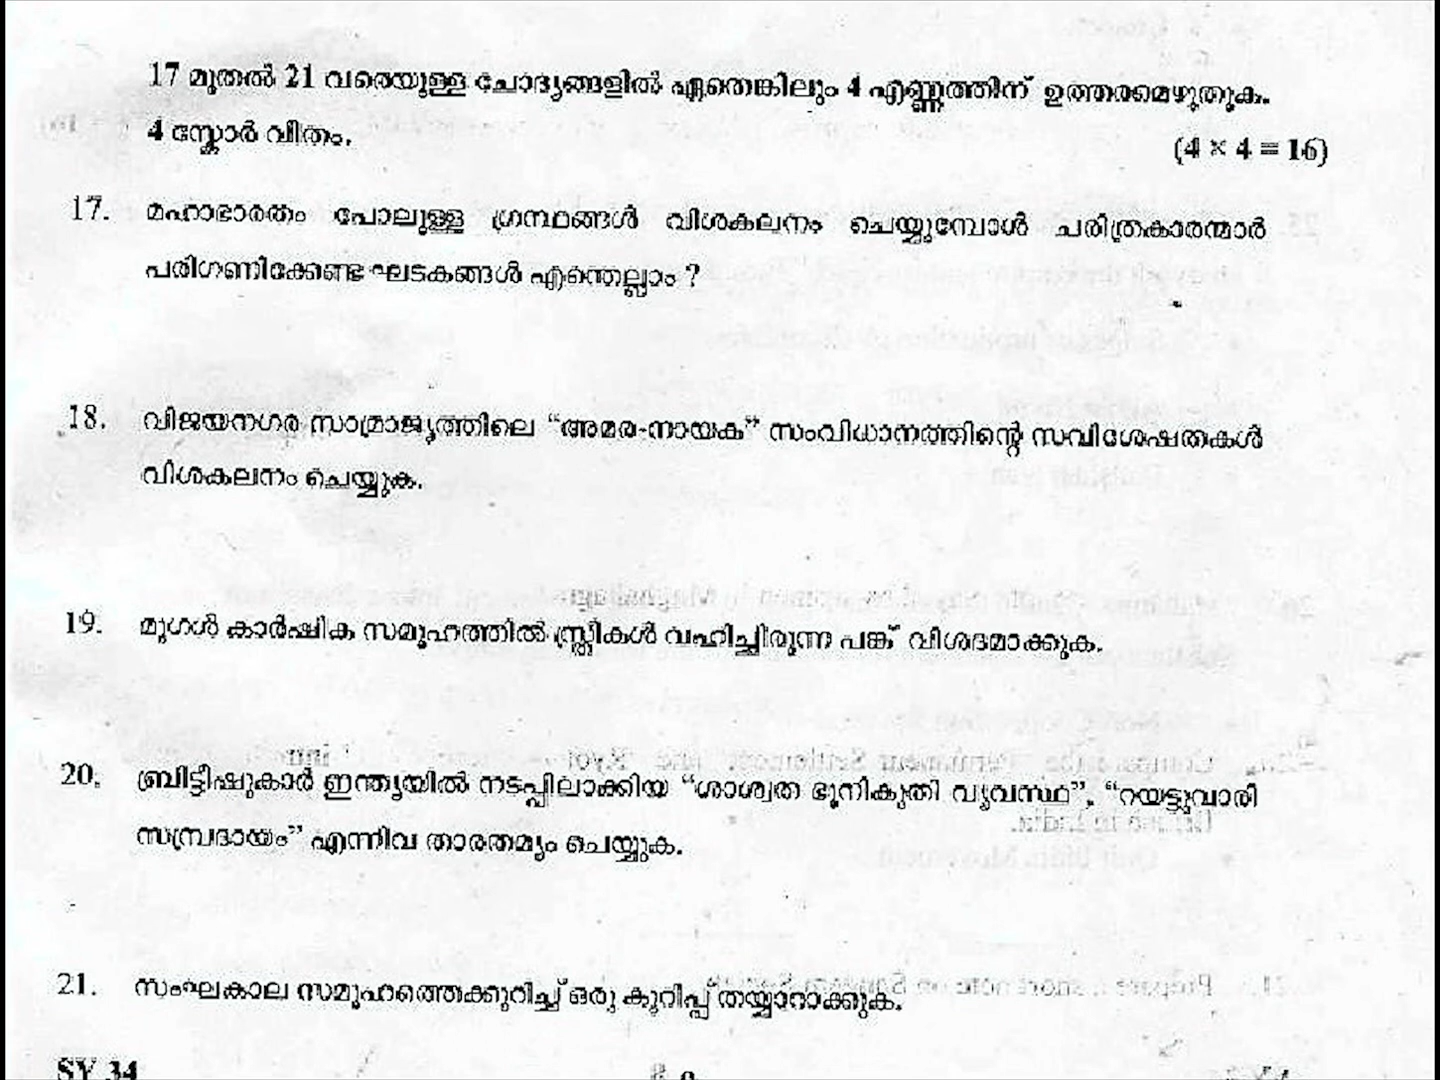 17 മുതൽ 21 വരെയുള്ള ചോദ്യങ്ങളിൽ ഏതെങ്കിലും 4 എണ്ണത്തിന് ഉത്തരമെഴുതുക.
4 സ്കോർ വീതം.
(4 × 4 = 16)
17. മഹാഭാരതം പോലുള്ള ഗ്രന്ഥങ്ങൾ വിശകലനം ചെയ്യുമ്പോൾ ചരിത്രകാരന്മാർ
പരിഗണിക്കേണ്ട ഘടകങ്ങൾ എന്തെല്ലാം ?
18. വിജയനഗര സാമ്രാജ്യത്തിലെ “അമര-നായക” സംവിധാനത്തിന്റെ സവിശേഷതകൾ
വിശകലനം ചെയ്യുക.
19. മുഗൾ കാർഷിക സമൂഹത്തിൽ സ്ത്രീകൾ വഹിച്ചിരുന്ന പങ്ക് വിശദമാക്കുക.
20. ബ്രിട്ടീഷുകാർ ഇന്ത്യയിൽ നടപ്പിലാക്കിയ “ശാശ്വത ഭൂനികുതി വ്യവസ്ഥ”, “റയട്ടുവാരി
സമ്പ്രദായം” എന്നിവ താരതമ്യം ചെയ്യുക.
21. സംഘകാല സമൂഹത്തെക്കുറിച്ച് ഒരു കുറിപ്പ് തയ്യാറാക്കുക.
SY 34